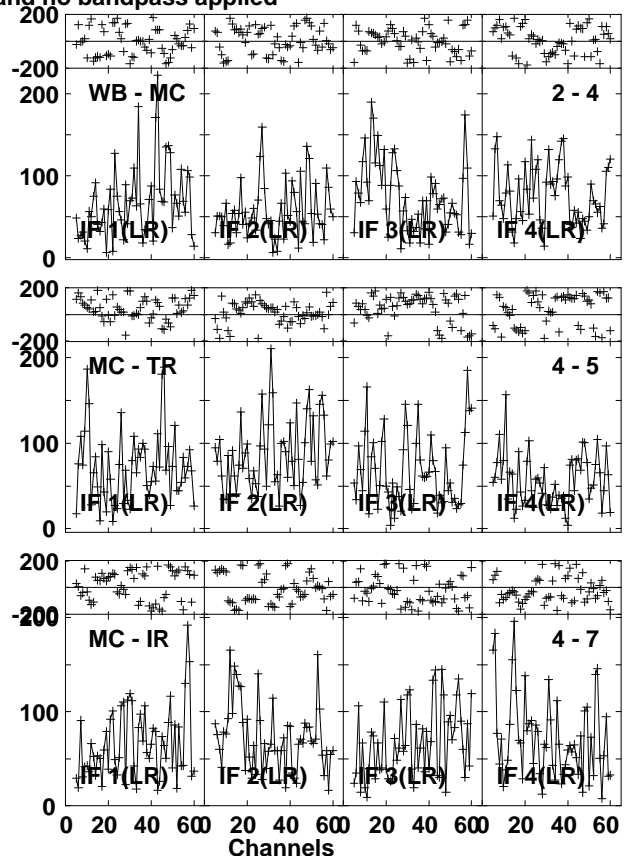 and no bandpass applied
200
-200
200
WB - MC 2 - 4
100
IF 1(LR) IF 2(LR) IF 3(LR) IF 4(LR)
0
200
-200
200
MC - TR 4 - 5
100
IF 1(LR) IF 2(LR) IF 3(LR) IF 4(LR)
0
200
-200
200
MC - IR 4 - 7
100
IF 1(LR) IF 2(LR) IF 3(LR) IF 4(LR)
0
0 20 40 60 0 20 40 60 0 20 40 60 0 20 40 60
Channels